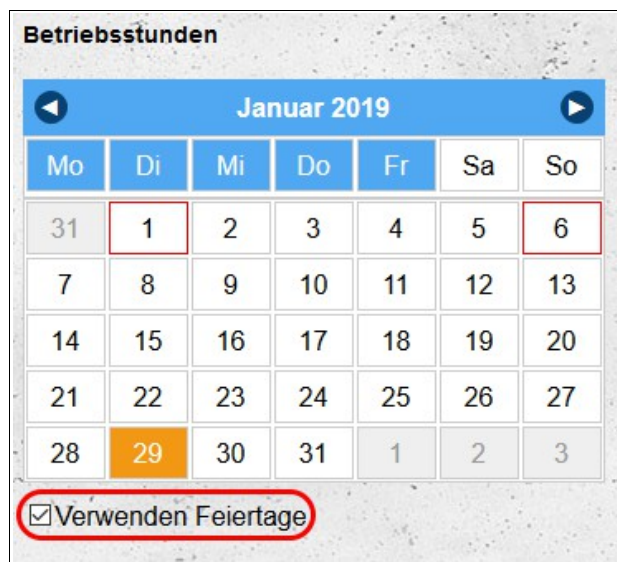 Betriebsstunden
Januar 2019
Mo Di Mi Do Fr Sa So
31 1 2 3 4 5 6
7 8 9 10 11 12 13
14 15 16 17 18 19 20
21 22 23 24 25 26 27
28 29 30 31 1 2 3
Verwenden Feiertage